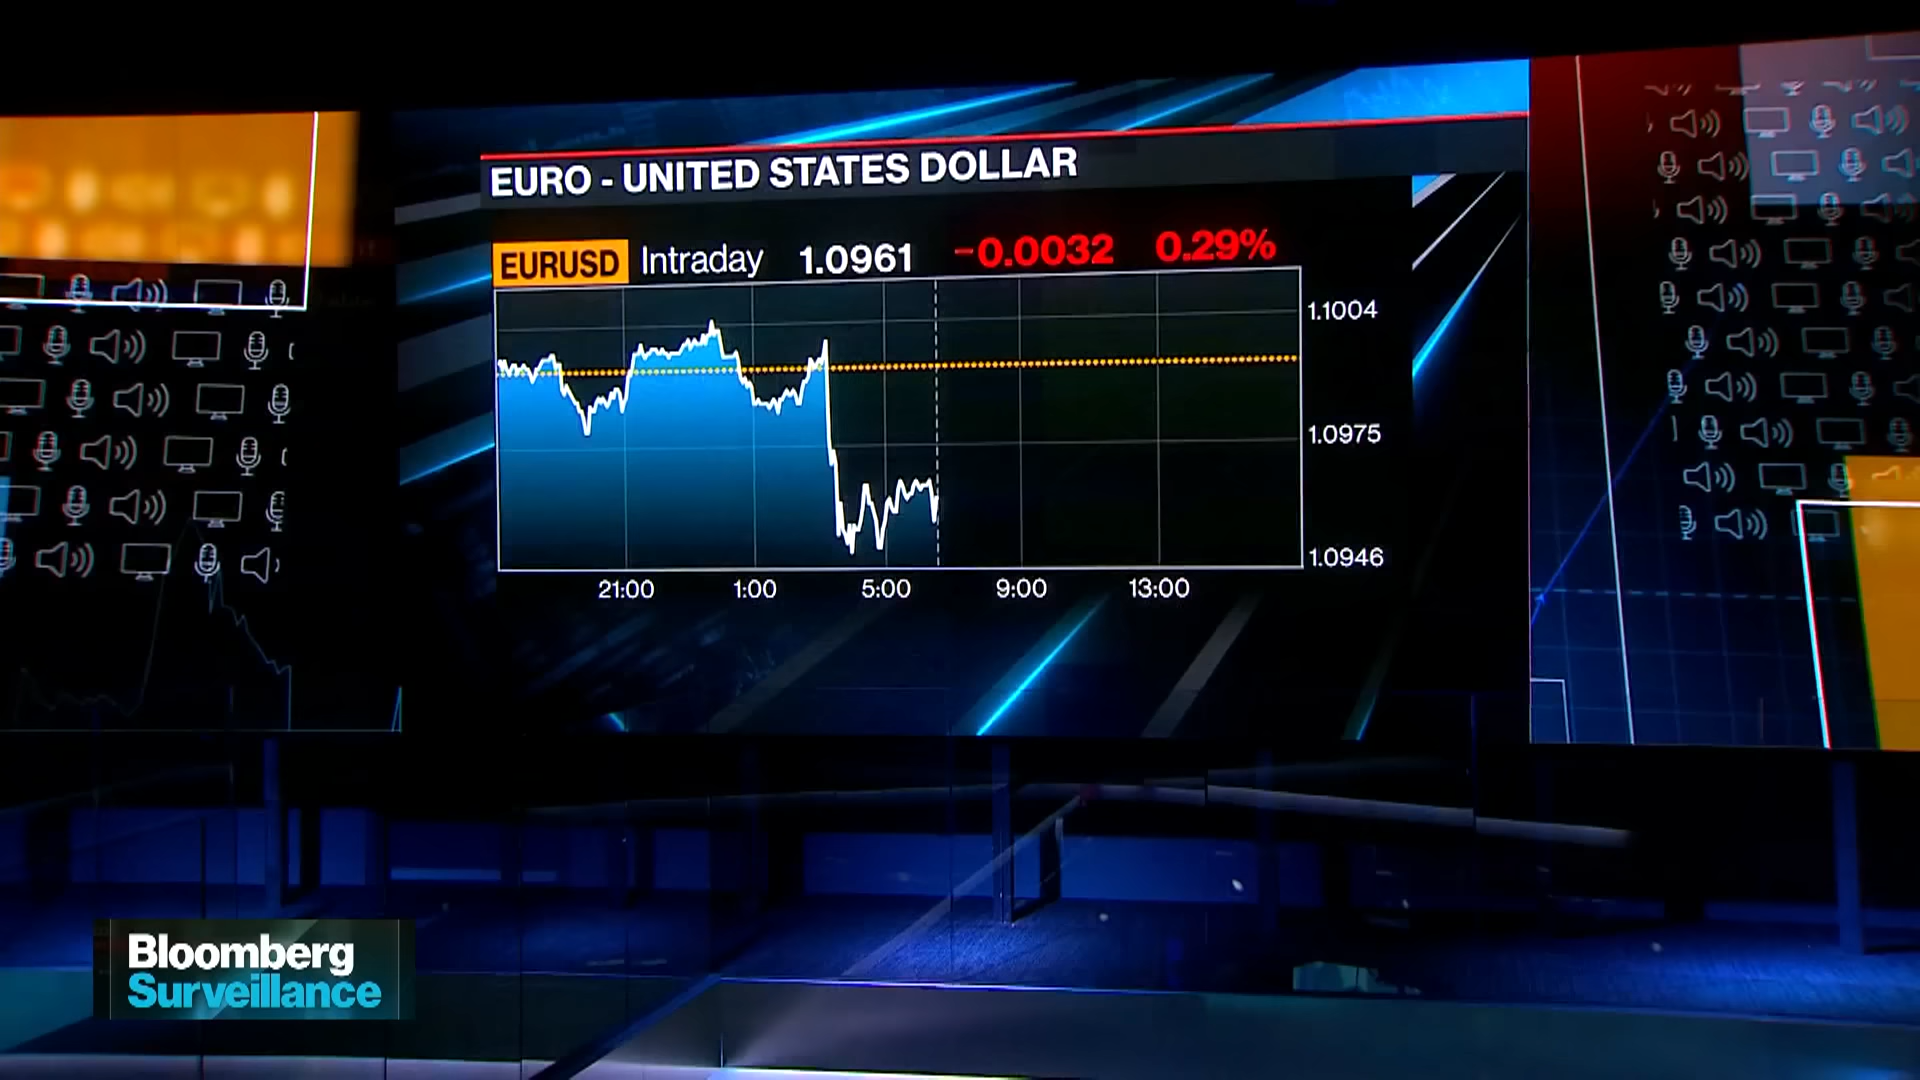 EURO - UNITED STATES DOLLAR
EURUSD Intraday 1.0961 -0.0032 0.29%
1.1004
1.0975
1.0946
21:00 1:00 5:00 9:00 13:00
Bloomberg
Surveillance